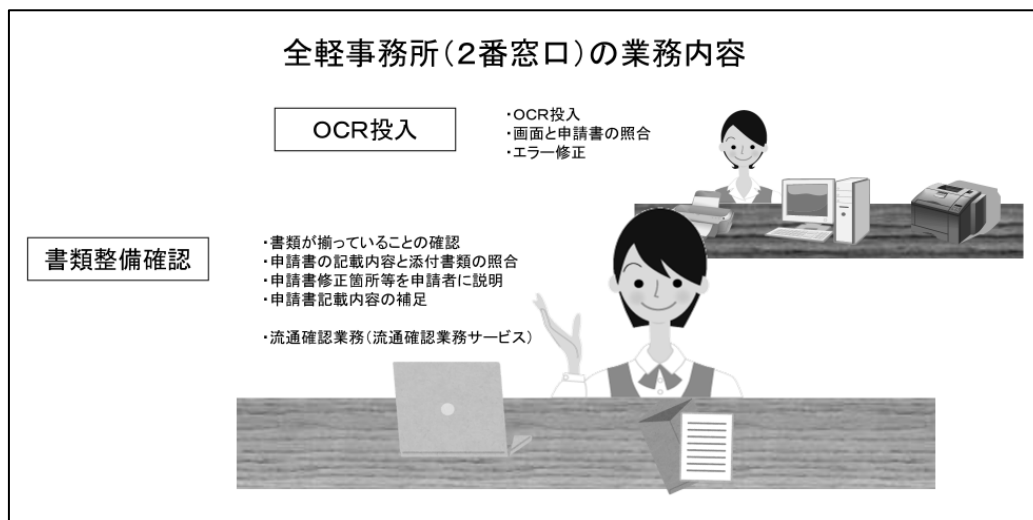 全軽事務所(２番窓口)の業務内容
OCR投入
・OCR投入
・画面と申請書の照合
・エラー修正
書類整備確認
・書類が揃っていることの確認
・申請書の記載内容と添付書類の照合
・申請書修正箇所等を申請者に説明
・申請書記載内容の補足
・流通確認業務(流通確認業務サービス)